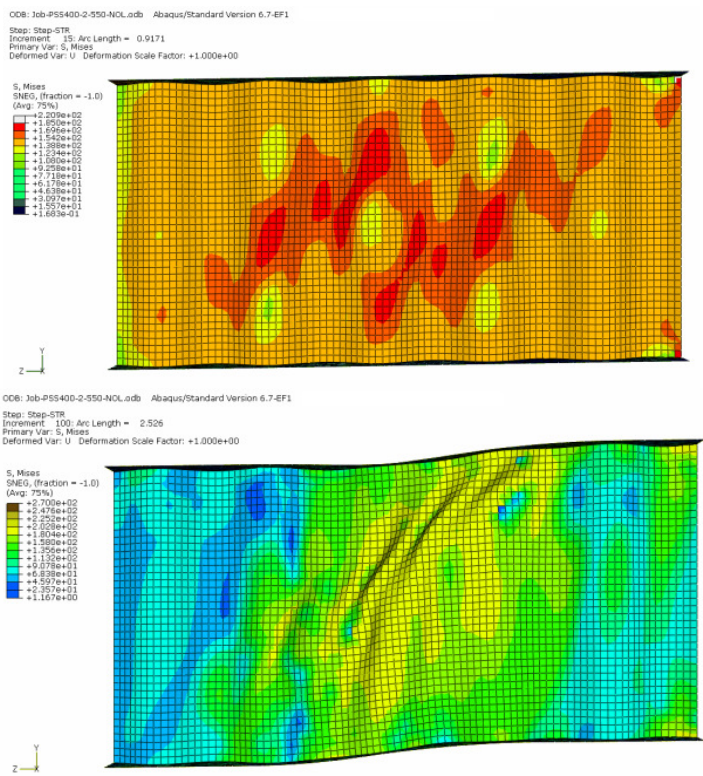 ODB: Job-PSS400-2-550-NOL.odb Abaqus/Standard Version 6.7-EF1
Step: Step-STR
Increment 15: Arc Length = 0.9171
Primary Var: S, Mises
Deformed Var: U Deformation Scale Factor: +1.000e+00
S, Mises
SNEG, (fraction = -1.0)
(Avg: 75%)
+2.209e+02
+1.850e+02
+1.696e+02
+1.542e+02
+1.388e+02
+1.234e+02
+1.080e+02
+9.258e+01
+7.718e+01
+6.178e+01
+4.638e+01
+3.097e+01
+1.557e+01
+1.683e-01
Y
Z
X
ODB: Job-PSS400-2-550-NOL.odb Abaqus/Standard Version 6.7-EF1
Step: Step-STR
Increment 100: Arc Length = 2.526
Primary Var: S, Mises
Deformed Var: U Deformation Scale Factor: +1.000e+00
S, Mises
SNEG, (fraction = -1.0)
(Avg: 75%)
+2.700e+02
+2.476e+02
+2.252e+02
+2.028e+02
+1.804e+02
+1.580e+02
+1.356e+02
+1.132e+02
+9.078e+01
+6.838e+01
+4.597e+01
+2.357e+01
+1.167e+00
Y
Z
X